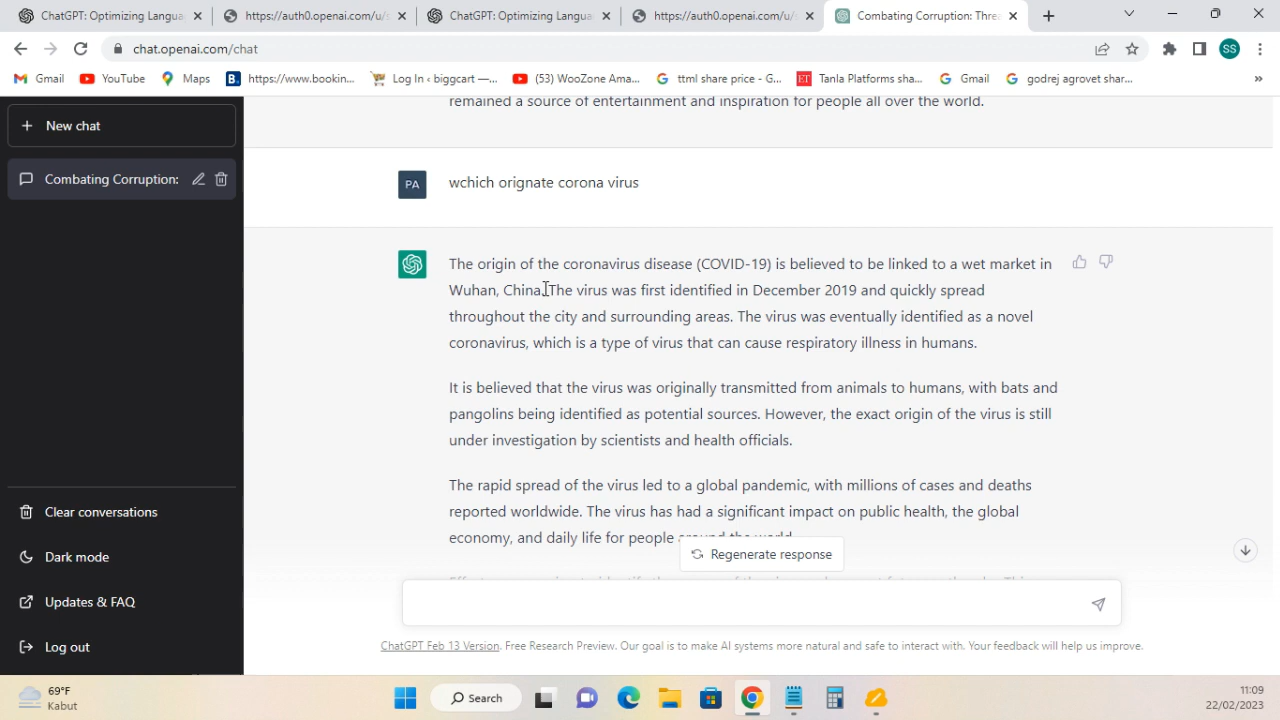 ChatGPT: Optimizing Langua
https://auth0.openai.com/u/s
ChatGPT: Optimizing Langua
https://auth0.openai.com/u/s
Combating Corruption: Threa
chat.openai.com/chat
SS
Gmail
YouTube
Maps
B.
https://www.bookin...
Log In ‹ biggcart —...
(53) WooZone Ama...
ttml share price - G...
ET
Tanla Platforms sha...
Gmail
godrej agrovet shar...
New chat
Combating Corruption:
Clear conversations
Dark mode
Updates & FAQ
Log out
remained a source of entertainment and inspiration for people all over the world.
PA
wchich orignate corona virus
The origin of the coronavirus disease (COVID-19) is believed to be linked to a wet market in
Wuhan, China. The virus was first identified in December 2019 and quickly spread
throughout the city and surrounding areas. The virus was eventually identified as a novel
coronavirus, which is a type of virus that can cause respiratory illness in humans.
It is believed that the virus was originally transmitted from animals to humans, with bats and
pangolins being identified as potential sources. However, the exact origin of the virus is still
under investigation by scientists and health officials.
The rapid spread of the virus led to a global pandemic, with millions of cases and deaths
reported worldwide. The virus has had a significant impact on public health, the global
economy, and daily life for people around the world.
Regenerate response
ChatGPT Feb 13 Version. Free Research Preview. Our goal is to make AI systems more natural and safe to interact with. Your feedback will help us improve.
69°F
Kabut
Search
11:09
22/02/2023